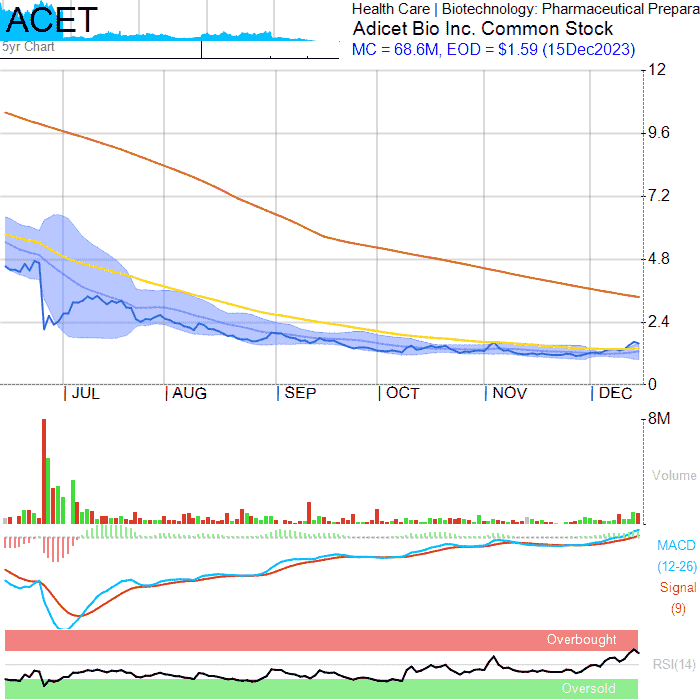 ACET
5yr Chart
Health Care | Biotechnology: Pharmaceutical Prepara
Adicet Bio Inc. Common Stock
MC = 68.6M, EOD = $1.59 (15Dec2023)
12
9.6
7.2
4.8
2.4
0
JUL
AUG
SEP
OCT
NOV
DEC
8M
Volume
MACD
(12-26)
Signal
(9)
Overbought
RSI(14)
Oversold